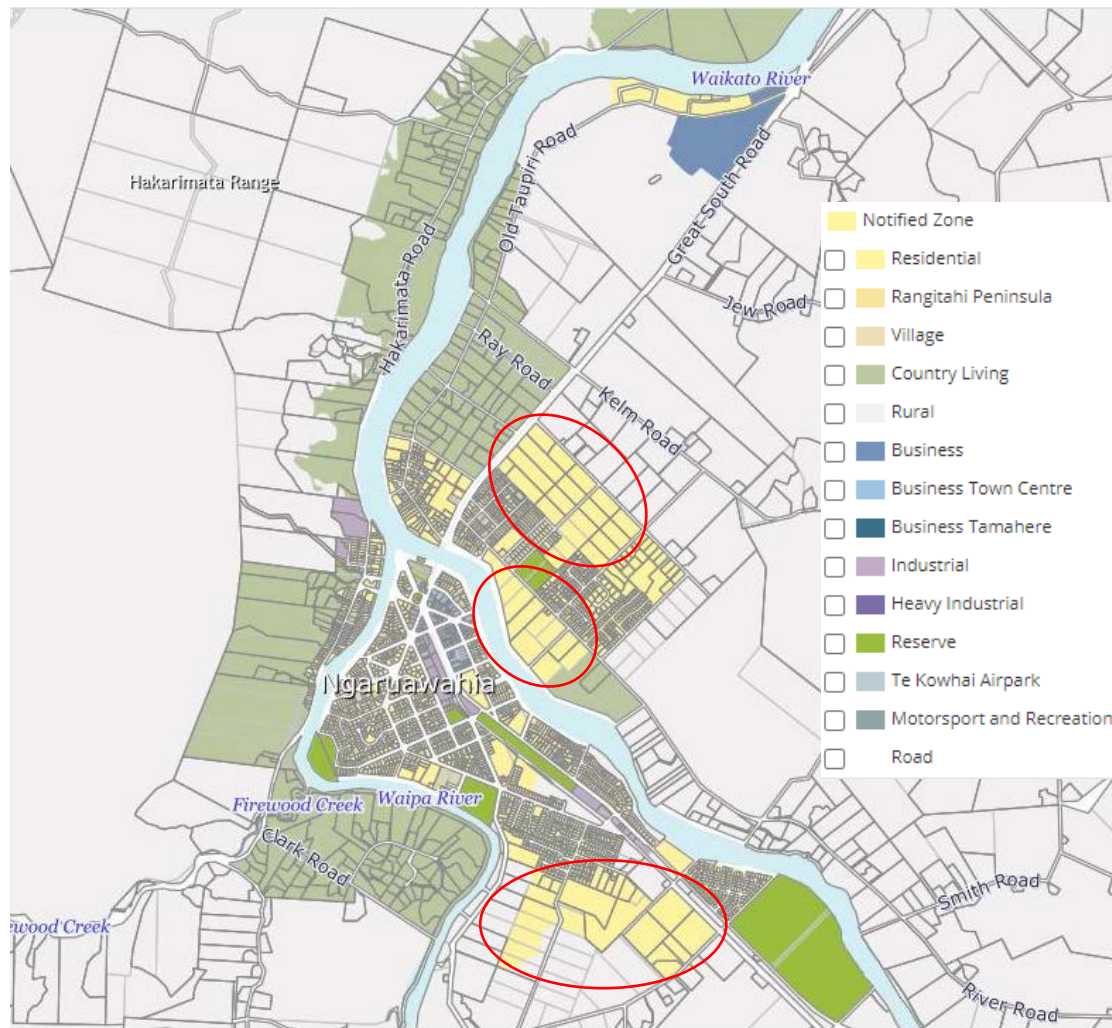 Waikato River
Old Taupiri Road
Hakarimata Range
Great South Road
Hakarimata Road
Jew Road
Ray Road
Kelm Road
Notified Zone
Residential
Rangitahi Peninsula
Village
Country Living
Rural
Business
Business Town Centre
Business Tamahere
Industrial
Heavy Industrial
Reserve
Te Kowhai Airpark
Motorsport and Recreation
Road
Ngaruawahia
Firewood Creek
Waipa River
Clark Road
Smith Road
ewood Creek
River Road